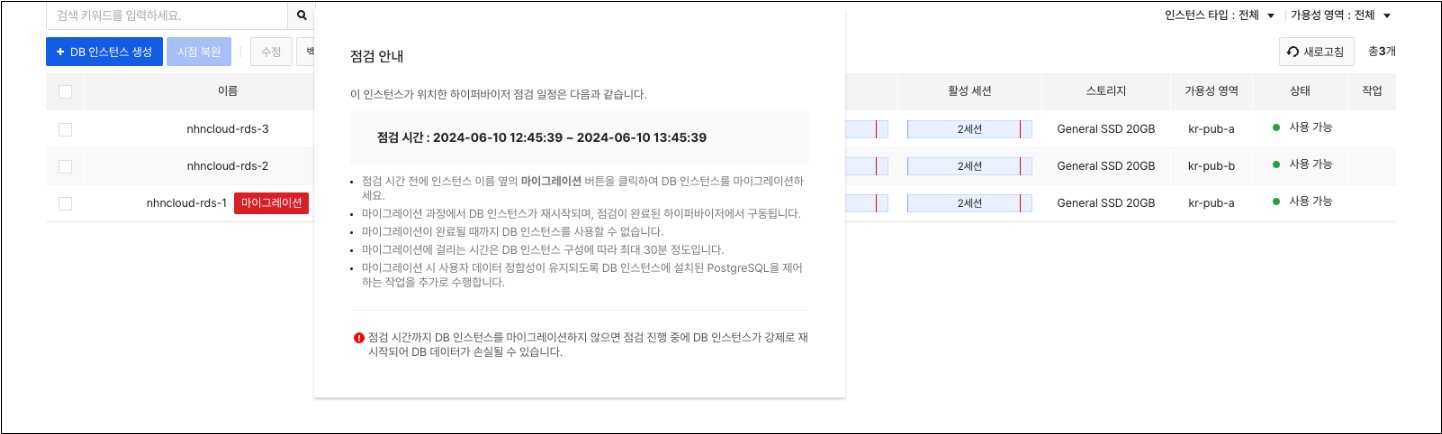 검색 키워드를 입력하세요.
인스턴스 타입 : 전체
가용성 영역 : 전체
+ DB 인스턴스 생성
시점 복원
수정
새로고침
총3개
이름
활성 세션
스토리지
가용성 영역
상태
작업
nhncloud-rds-3
2세션
General SSD 20GB
kr-pub-a
사용 가능
nhncloud-rds-2
2세션
General SSD 20GB
kr-pub-b
사용 가능
nhncloud-rds-1 마이그레이션
2세션
General SSD 20GB
kr-pub-a
사용 가능
점검 안내
이 인스턴스가 위치한 하이퍼바이저 점검 일정은 다음과 같습니다.
점검 시간 : 2024-06-10 12:45:39 ~ 2024-06-10 13:45:39
• 점검 시간 전에 인스턴스 이름 옆의 마이그레이션 버튼을 클릭하여 DB 인스턴스를 마이그레이션하
세요.
• 마이그레이션 과정에서 DB 인스턴스가 재시작되며, 점검이 완료된 하이퍼바이저에서 구동됩니다.
• 마이그레이션이 완료될 때까지 DB 인스턴스를 사용할 수 없습니다.
• 마이그레이션에 걸리는 시간은 DB 인스턴스 구성에 따라 최대 30분 정도입니다.
• 마이그레이션 시 사용자 데이터 정합성이 유지되도록 DB 인스턴스에 설치된 PostgreSQL을 제어
하는 작업을 추가로 수행합니다.
점검 시간까지 DB 인스턴스를 마이그레이션하지 않으면 점검 진행 중에 DB 인스턴스가 강제로 재
시작되어 DB 데이터가 손실될 수 있습니다.